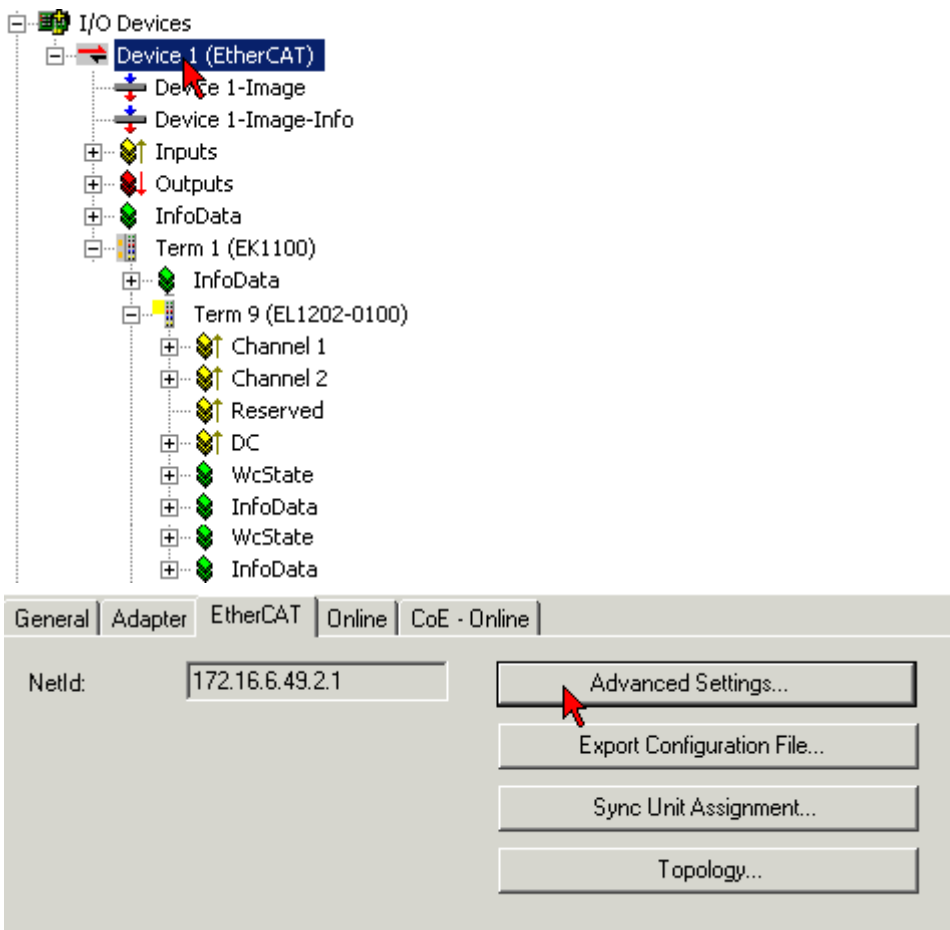 I/O Devices
Device 1 (EtherCAT)
Device 1-Image
Device 1-Image-Info
Inputs
Outputs
InfoData
Term 1 (EK1100)
InfoData
Term 9 (EL1202-0100)
Channel 1
Channel 2
Reserved
DC
WcState
InfoData
WcState
InfoData
General Adapter EtherCAT Online CoE - Online
NetId: 172.16.6.49.2.1 Advanced Settings...
Export Configuration File...
Sync Unit Assignment...
Topology...